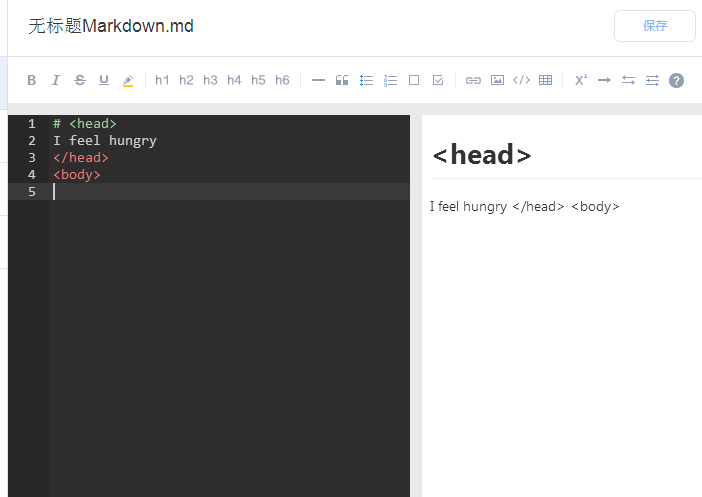 无标题Markdown.md
保存
B I S U h1 h2 h3 h4 h5 h6 X² ?
1 # <head>
2 I feel hungry
3 </head>
4 <body>
5
<head>
I feel hungry </head> <body>